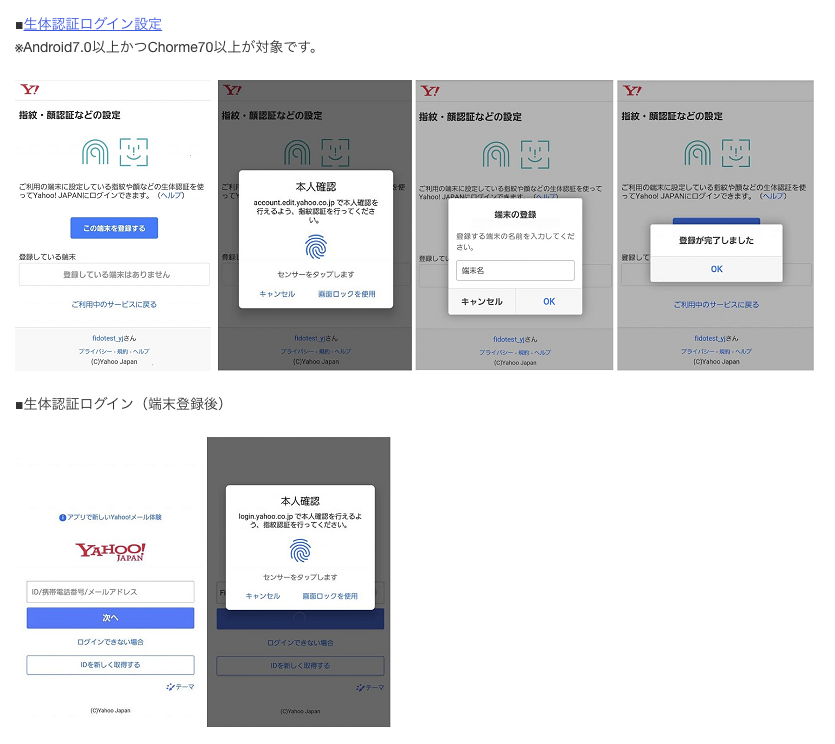 ■生体認証ログイン設定
※Android7.0以上かつChorme70以上が対象です。
Y!
指紋・顔認証などの設定
ご利用の端末に設定している指紋や顔などの生体認証を使
ってYahoo! JAPANにログインできます。（ヘルプ）
この端末を登録する
登録している端末
登録している端末はありません
ご利用中のサービスに戻る
fidotest_yjさん
プライバシー - 規約 - ヘルプ
(C)Yahoo Japan
Y!
指紋・顔認証などの設定
本人確認
account.edit.yahoo.co.jp で本人確認を
行えるよう、指紋認証を行ってくださ
い。
センサーをタップします
キャンセル
画面ロックを使用
fidotest_yjさん
プライバシー - 規約 - ヘルプ
(C)Yahoo Japan
Y!
指紋・顔認証などの設定
ご利用の端末に設定している指紋や顔などの生体認証を使って
Yahoo! JAPANにログインできます。（ヘルプ）
端末の登録
登録する端末の名前を入力してくだ
さい。
端末名
キャンセル
OK
fidotest_yjさん
プライバシー - 規約 - ヘルプ
(C)Yahoo Japan
Y!
指紋・顔認証などの設定
ご利用の端末に設定している指紋や顔などの生体認証を使
ってYahoo! JAPANにログインできます。（ヘルプ）
登録が完了しました
OK
ご利用中のサービスに戻る
fidotest_yjさん
プライバシー - 規約 - ヘルプ
(C)Yahoo Japan
■生体認証ログイン（端末登録後）
アプリで新しいYahoo!メール体験
YAHOO!
JAPAN
ID/携帯電話番号/メールアドレス
次へ
ログインできない場合
IDを新しく取得する
テーマ
(C)Yahoo Japan
本人確認
login.yahoo.co.jp で本人確認を行えるよ
う、指紋認証を行ってください。
センサーをタップします
キャンセル
画面ロックを使用
ログインできない場合
IDを新しく取得する
テーマ
(C)Yahoo Japan